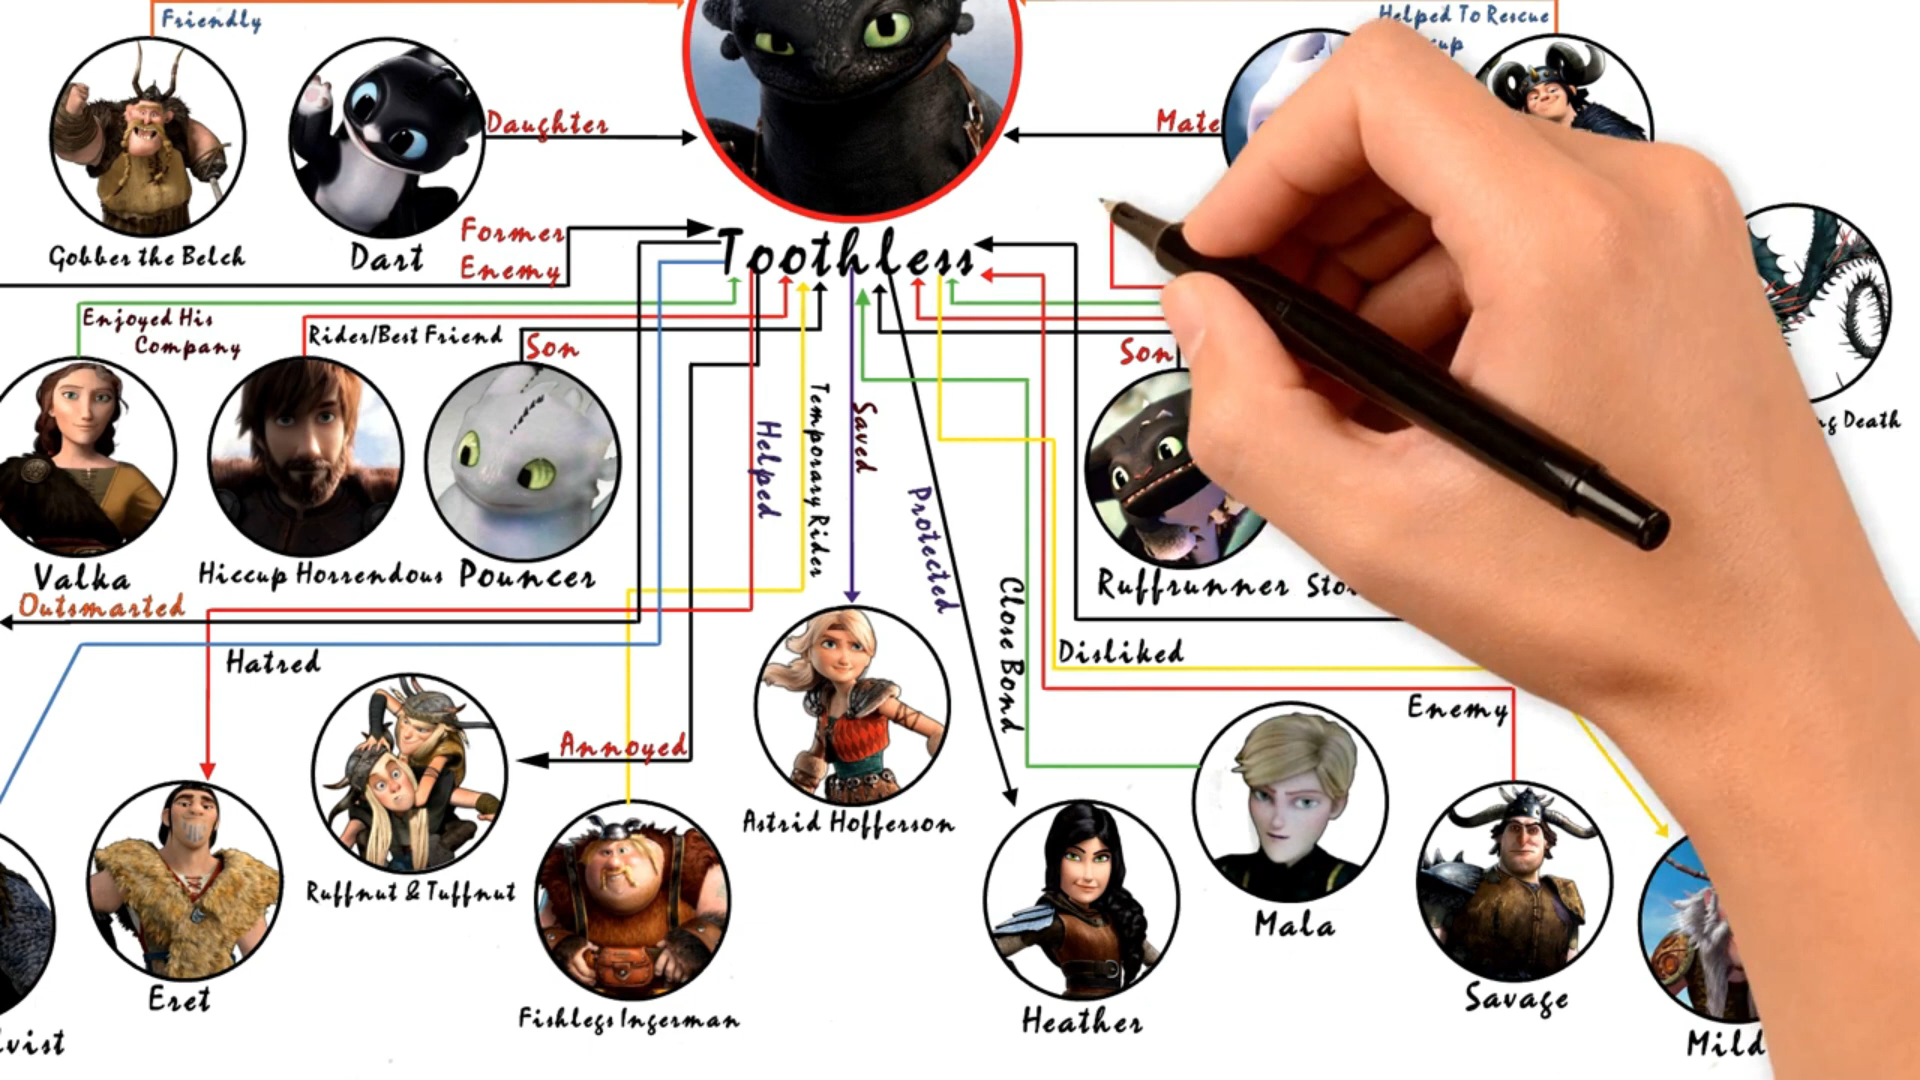 Friendly
Helped To Rescue
Daughter
Mate
Gobber the Belch
Dart
Former
Enemy
Toothless
Enjoyed His
Company
Rider/Best Friend
Son
Son
Temporary Rider
Saved
Helped
Protected
Death
Valka
Hiccup Horrendous
Pouncer
Ruffrunner
Outsmarted
Close Bond
Hatred
Disliked
Enemy
Annoyed
Astrid Hofferson
Ruffnut & Tuffnut
Mala
Eret
Savage
Fishlegs Ingerman
Heather